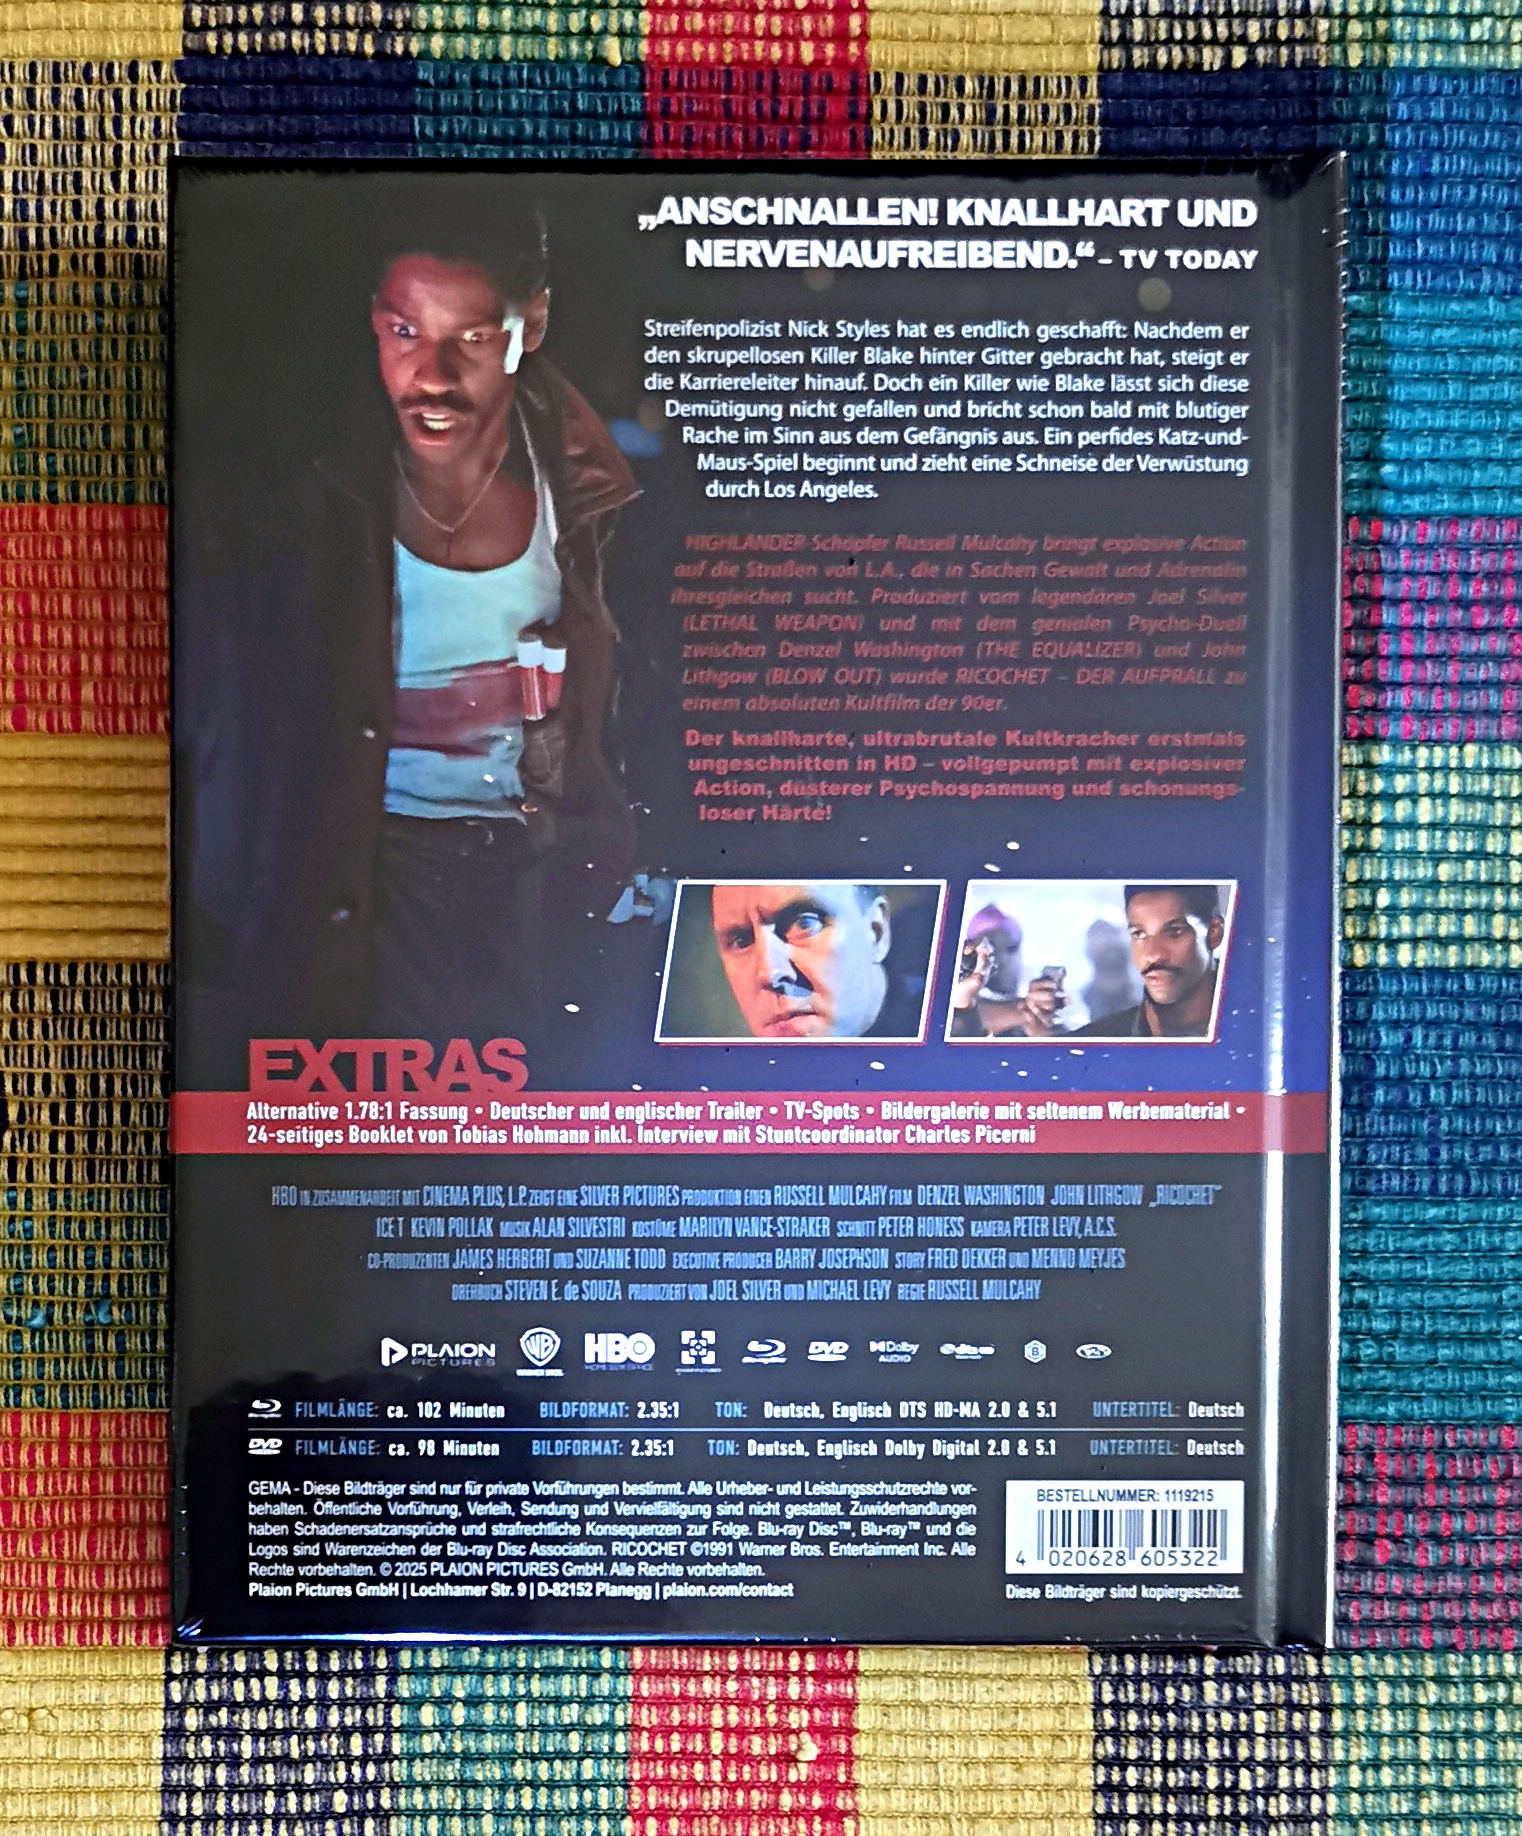 „ANSCHNALLEN! KNALLHART UND
NERVENAUFREIBEND.“ – TV TODAY
Streifenpolizist Nick Styles hat es endlich geschafft: Nachdem er
den skrupellosen Killer Blake hinter Gitter gebracht hat, steigt er
die Karriereleiter hinauf. Doch ein Killer wie Blake lässt sich diese
Demütigung nicht gefallen und bricht schon bald mit blutiger
Rache im Sinn aus dem Gefängnis aus. Ein perfides Katz-und-
Maus-Spiel beginnt und zieht eine Schneise der Verwüstung
durch Los Angeles.
HIGHLANDER-Schöpfer Russell Mulcahy bringt explosive Action
auf die Straßen von L.A., die in Sachen Gewalt und Adrenalin
ihresgleichen sucht. Produziert vom legendären Joel Silver
(LETHAL WEAPON) und mit dem genialen Psycho-Duell
zwischen Denzel Washington (THE EQUALIZER) und John
Lithgow (BLOW OUT) wurde RICOCHET – DER AUFPRALL zu
einem absoluten Kultfilm der 90er.
Der knallharte, ultrabrutale Kultkracher erstmals
ungeschnitten in HD – vollgepumpt mit explosiver
Action, düsterer Psychospannung und schonungs-
loser Härte!
EXTRAS
Alternative 1.78:1 Fassung • Deutscher und englischer Trailer • TV-Spots • Bildergalerie mit seltenem Werbematerial •
24-seitiges Booklet von Tobias Hohmann inkl. Interview mit Stuntcoordinator Charles Picerni
HBO IN ZUSAMMENARBEIT MIT CINEMA PLUS, L.P. ZEIGT EINE SILVER PICTURES PRODUKTION EINEN RUSSELL MULCAHY FILM DENZEL WASHINGTON JOHN LITHGOW „RICOCHET“
ICE T KEVIN POLLAK MUSIK ALAN SILVESTRI KOSTÜME MARILYN VANCE-STRAKER SCHNITT PETER HONESS KAMERA PETER LEVY, A.C.S.
CO-PRODUZENTEN JAMES HERBERT UND SUZANNE TODD EXECUTIVE PRODUCER BARRY JOSEPHSON STORY FRED DEKKER UND MENNO MEYJES
DREHBUCH STEVEN E. de SOUZA PRODUZIERT VON JOEL SILVER UND MICHAEL LEVY REGIE RUSSELL MULCAHY
PLAION PICTURES WB WARNER BROS. HBO Blu-ray Disc DVD Dolby AUDIO dts B
Blu-ray FILMLÄNGE: ca. 102 Minuten BILDFORMAT: 2.35:1 TON: Deutsch, Englisch DTS HD-MA 2.0 & 5.1 UNTERTITEL: Deutsch
DVD FILMLÄNGE: ca. 98 Minuten BILDFORMAT: 2.35:1 TON: Deutsch, Englisch Dolby Digital 2.0 & 5.1 UNTERTITEL: Deutsch
GEMA - Diese Bildträger sind nur für private Vorführungen bestimmt. Alle Urheber- und Leistungsschutzrechte vor-
behalten. Öffentliche Vorführung, Verleih, Sendung und Vervielfältigung sind nicht gestattet. Zuwiderhandlungen
haben Schadenersatzansprüche und strafrechtliche Konsequenzen zur Folge. Blu-ray Disc™, Blu-ray™ und die
Logos sind Warenzeichen der Blu-ray Disc Association. RICOCHET ©1991 Warner Bros. Entertainment Inc. Alle
Rechte vorbehalten. © 2025 PLAION PICTURES GmbH. Alle Rechte vorbehalten.
Plaion Pictures GmbH | Lochhamer Str. 9 | D-82152 Planegg | plaion.com/contact
BESTELLNUMMER: 1119215
4 020628 605322
Diese Bildträger sind kopiergeschützt.